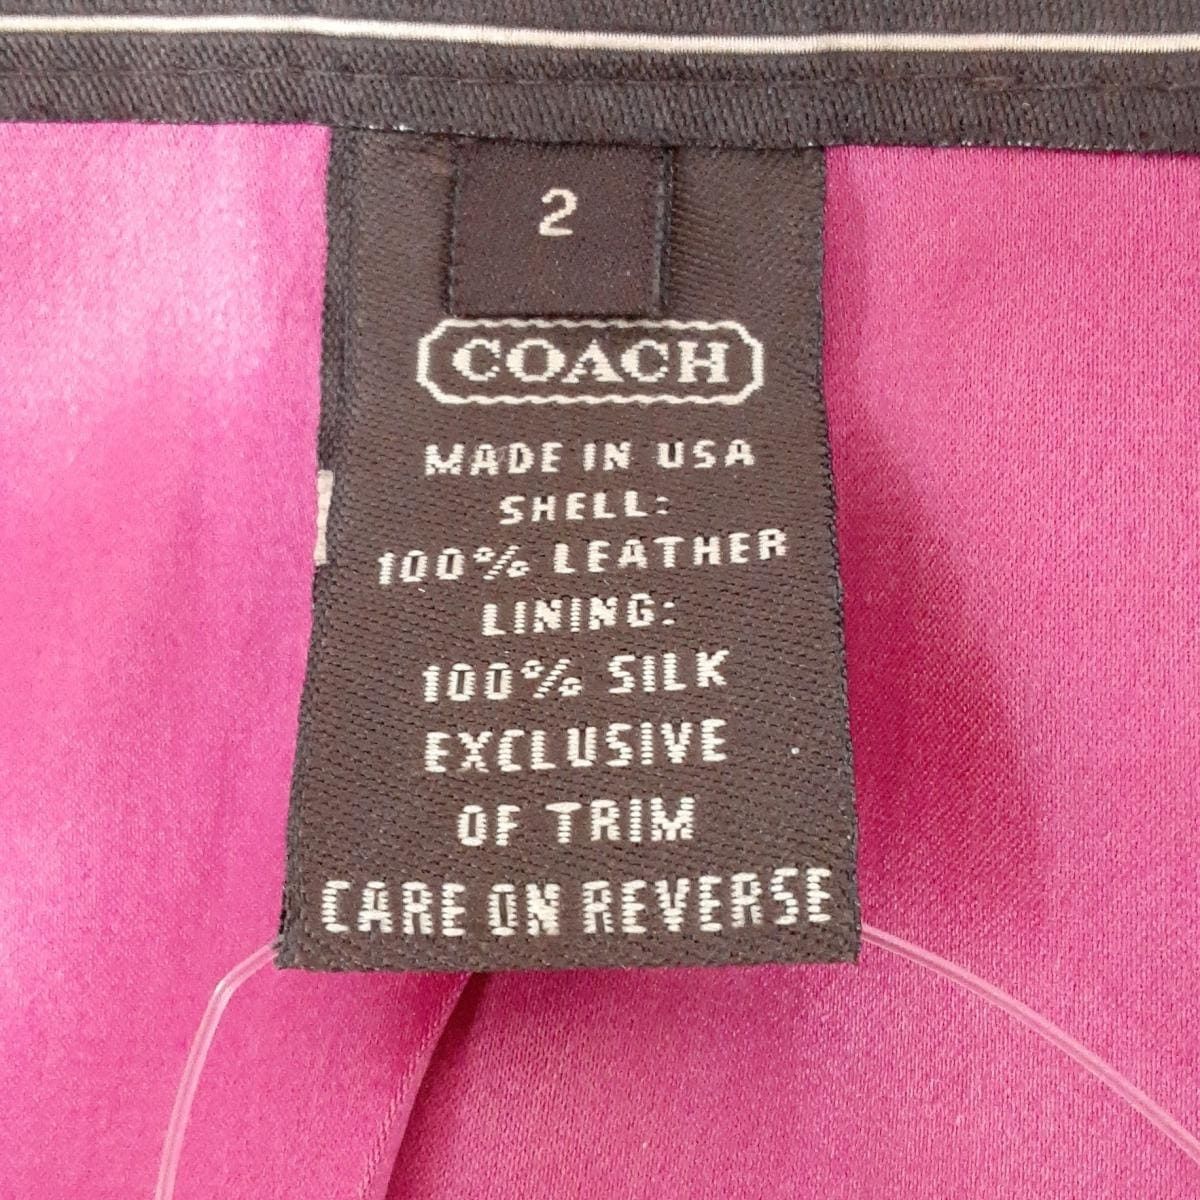 2
COACH
MADE IN USA
SHELL:
100% LEATHER
LINING:
100% SILK
EXCLUSIVE
OF TRIM
CARE ON REVERSE